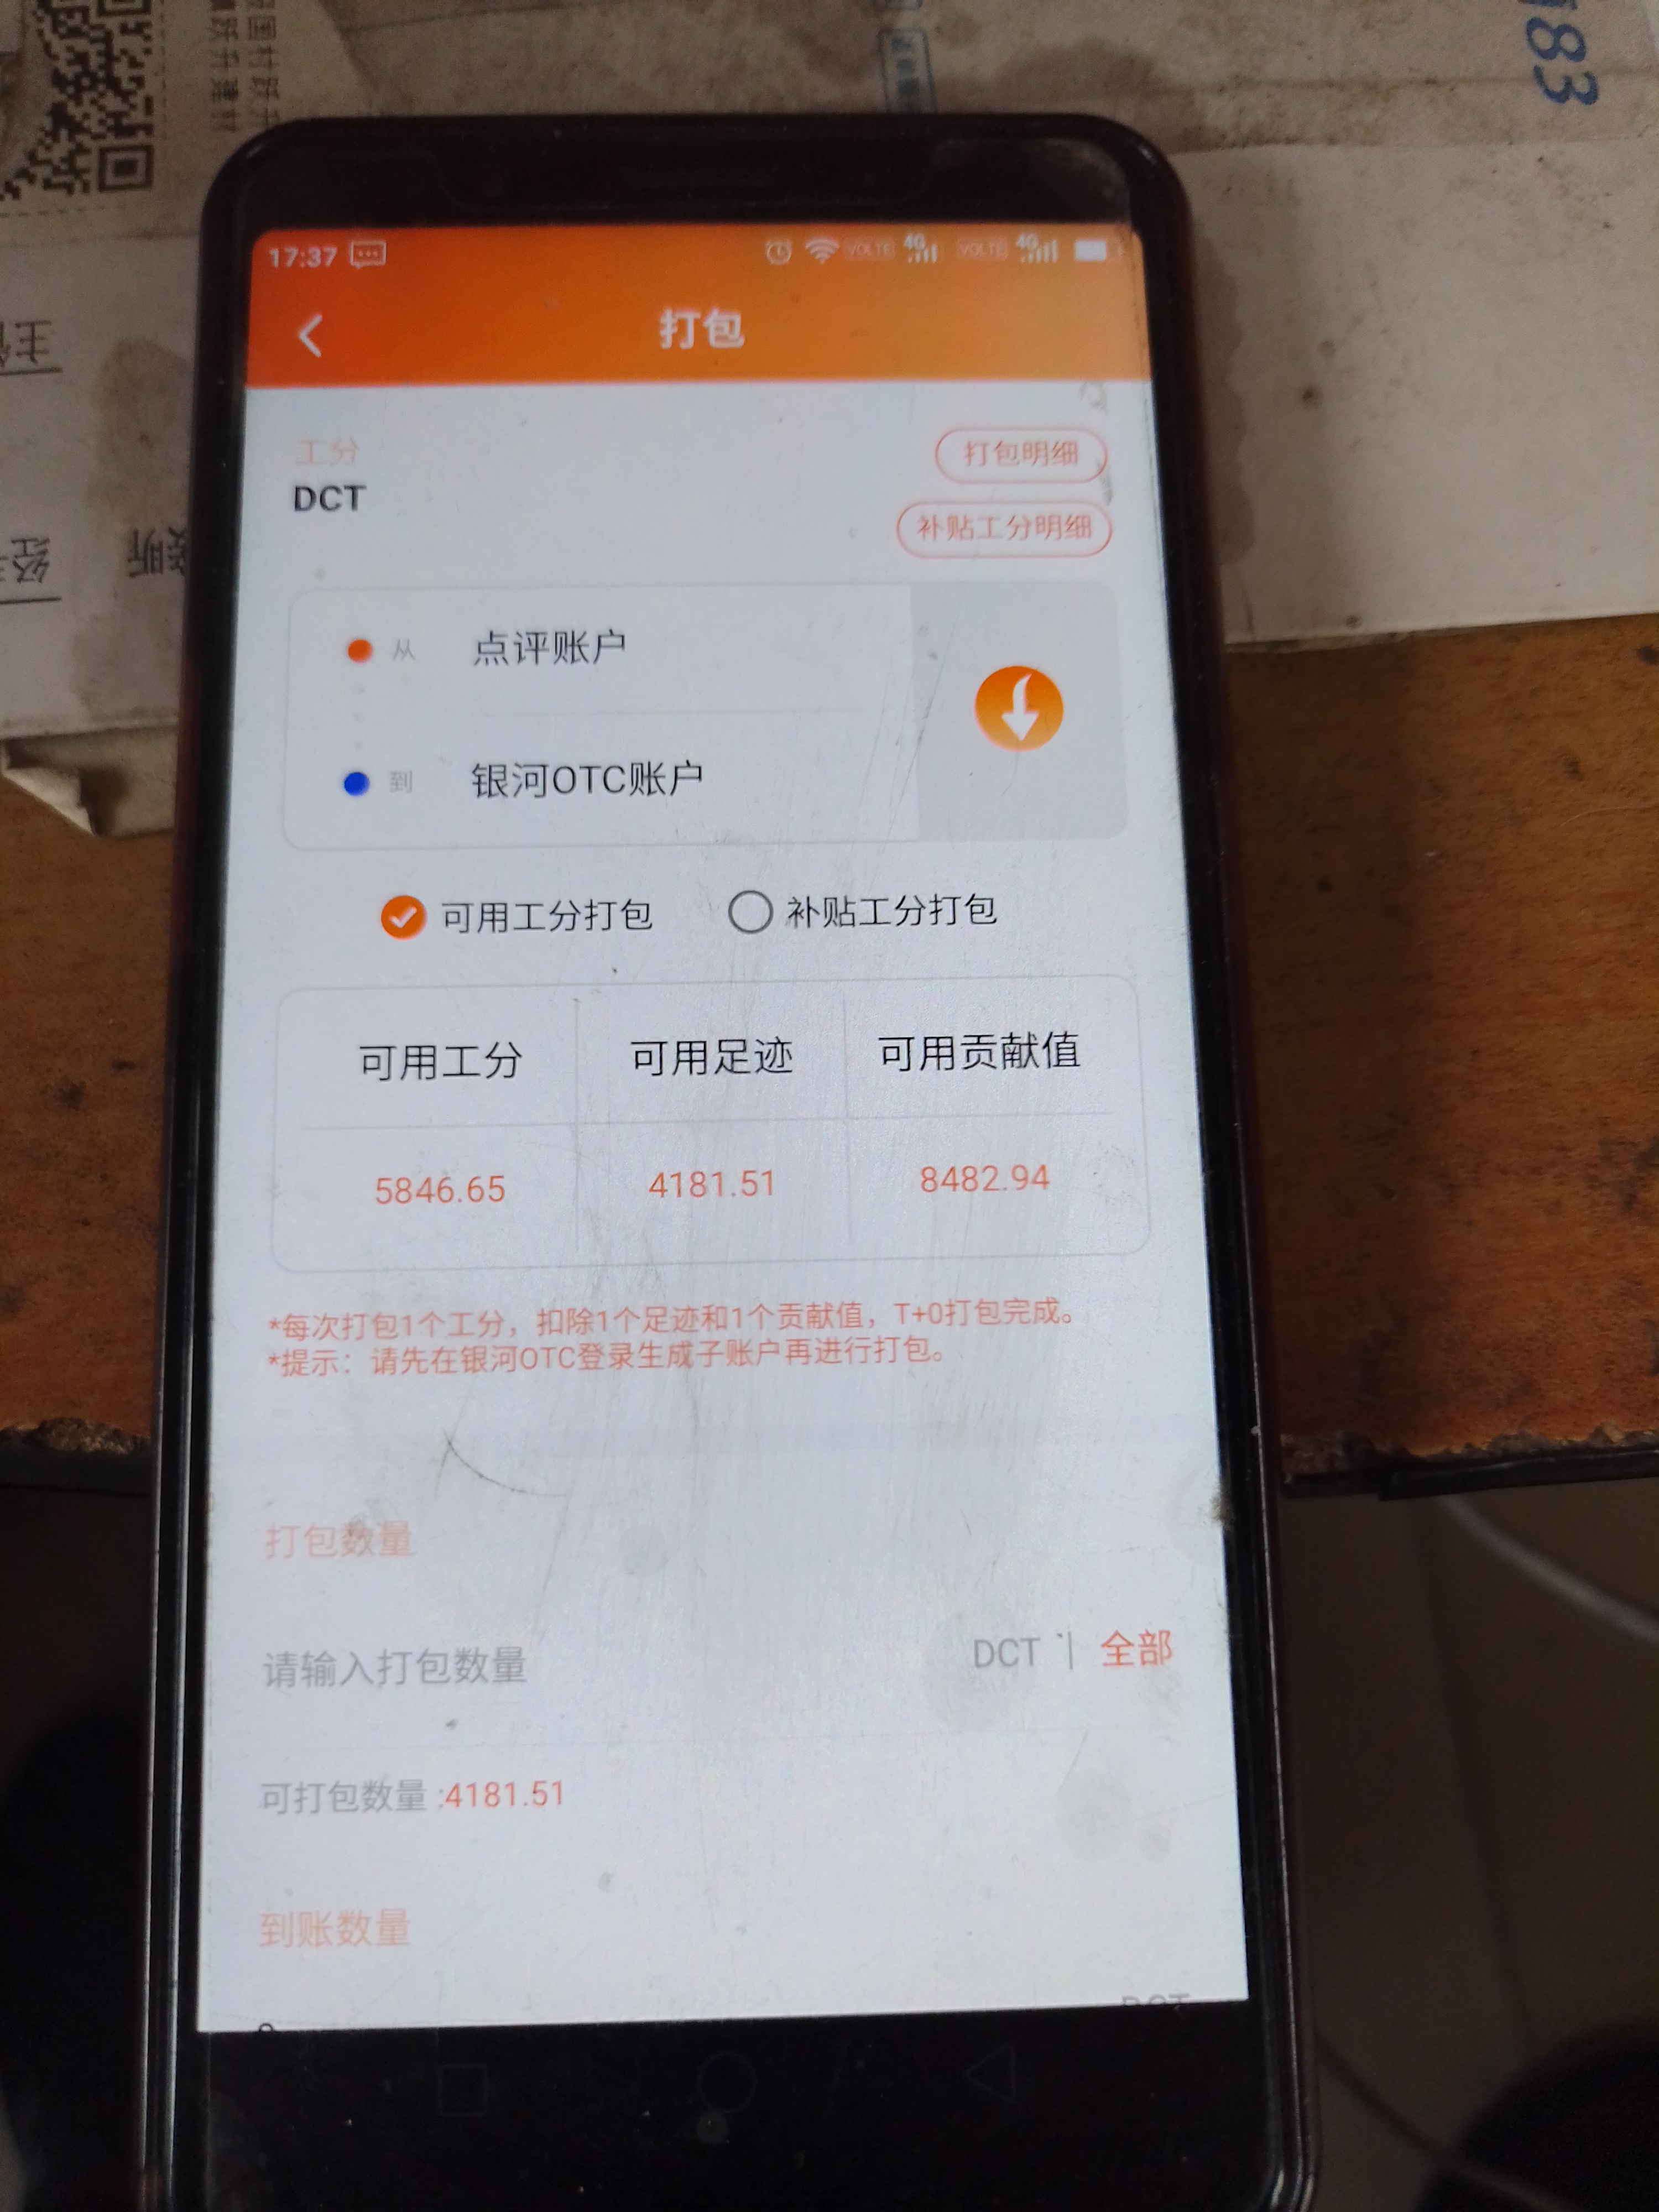 17:37
打包
工分
DCT
打包明细
补贴工分明细
从 点评账户
到 银河OTC账户
可用工分打包 补贴工分打包
可用工分 可用足迹 可用贡献值
5846.65 4181.51 8482.94
*每次打包1个工分，扣除1个足迹和1个贡献值，T+0打包完成。
*提示：请先在银河OTC登录生成子账户再进行打包。
打包数量
请输入打包数量 DCT | 全部
可打包数量 :4181.51
到账数量
183